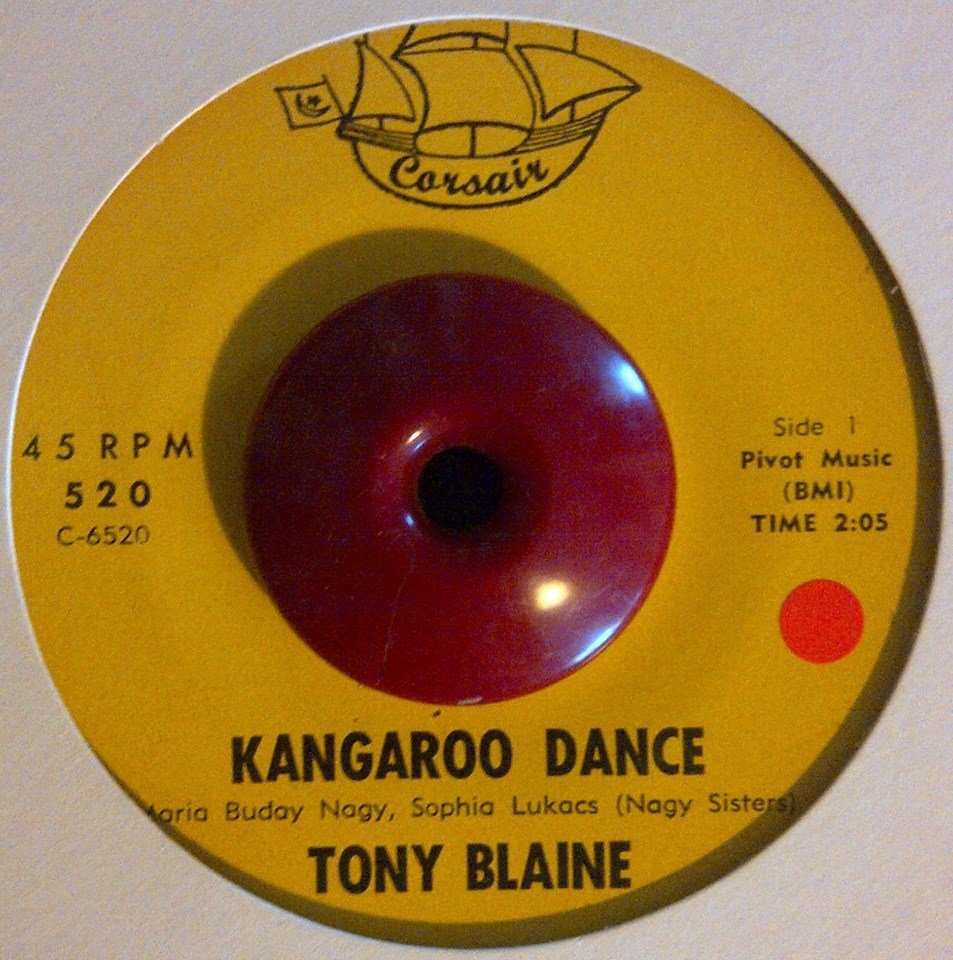 Corsair
45 RPM
520
C-6520
Side 1
Pivot Music
(BMI)
TIME 2:05
KANGAROO DANCE
Buday Nagy, Sophia Lukacs (Nagy Sisters)
TONY BLAINE